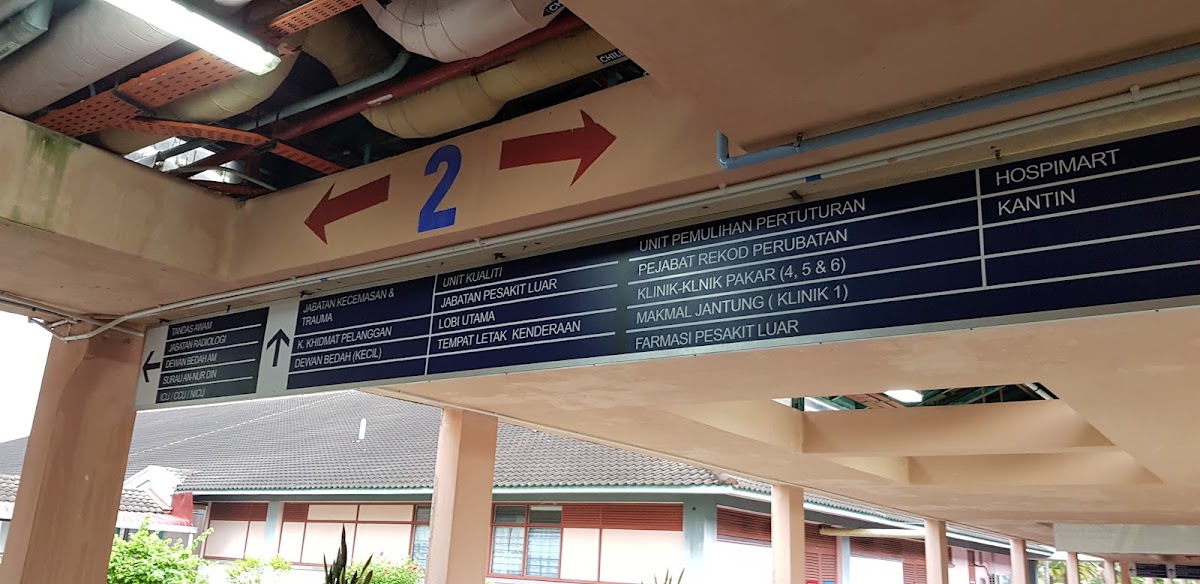 CHILL
2
TANDAS AWAM
JABATAN RADIOLOGI
DEWAN BEDAH AM
SURAU AN-NUR DIN
ICU / CCU / NICU
JABATAN KECEMASAN &
TRAUMA
K. KHIDMAT PELANGGAN
DEWAN BEDAH (KECIL)
UNIT KUALITI
JABATAN PESAKIT LUAR
LOBI UTAMA
TEMPAT LETAK KENDERAAN
UNIT PEMULIHAN PERTUTURAN
PEJABAT REKOD PERUBATAN
KLINIK-KLNIK PAKAR (4, 5 & 6)
MAKMAL JANTUNG ( KLINIK 1)
FARMASI PESAKIT LUAR
HOSPIMART
KANTIN